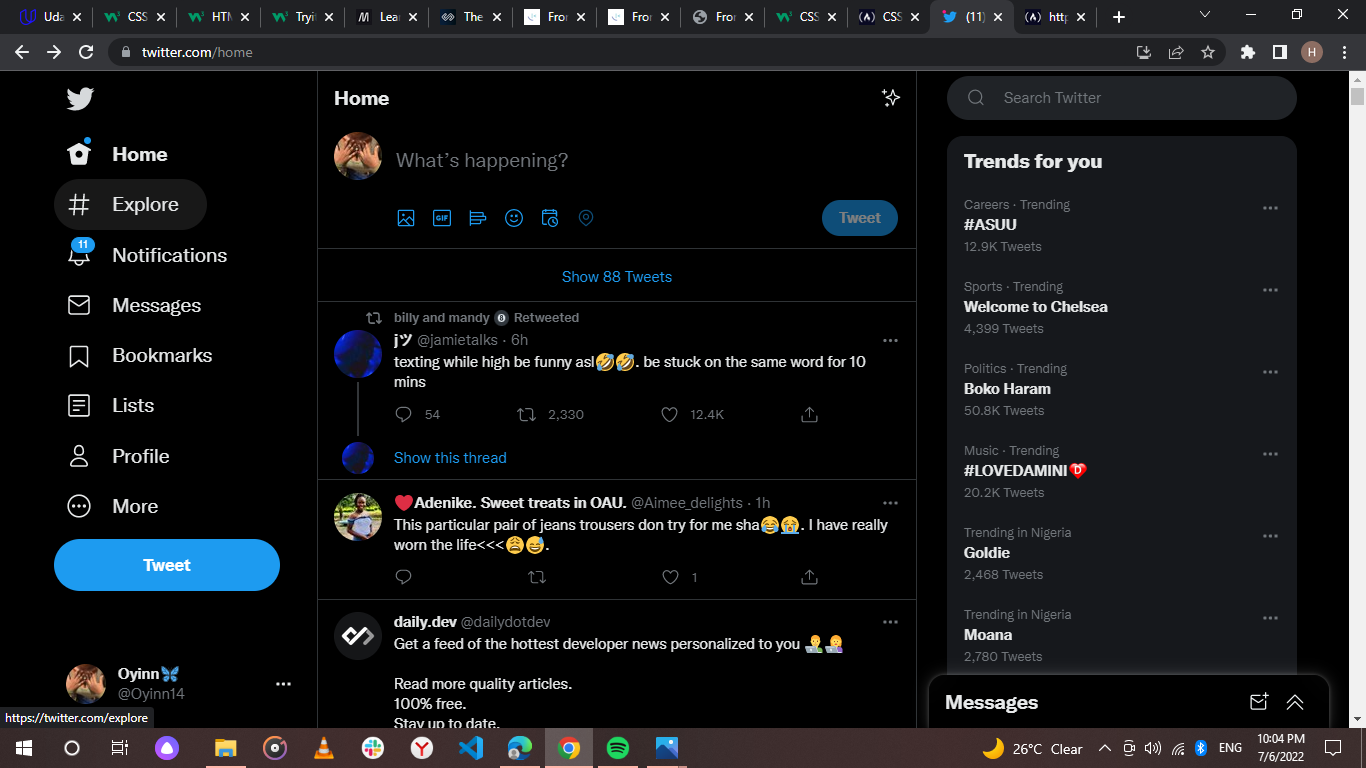 Uda
CSS
HTM
Tryit
Lear
The
Fron
Fron
Fron
CSS
CSS
(11)
http
twitter.com/home
H
Home
Explore
11
Notifications
Messages
Bookmarks
Lists
Profile
More
Tweet
Oyinn🦋
@Oyinn14
https://twitter.com/explore
Home
What's happening?
GIF
Tweet
Show 88 Tweets
billy and mandy 🎱 Retweeted
jツ @jamietalks · 6h
texting while high be funny asl🤣🤣. be stuck on the same word for 10
mins
54 2,330 12.4K
Show this thread
❤️Adenike. Sweet treats in OAU. @Aimee_delights · 1h
This particular pair of jeans trousers don try for me sha😂😭. I have really
worn the life<<<😩😅.
1
daily.dev @dailydotdev
Get a feed of the hottest developer news personalized to you 👨‍💻👩‍💻
Read more quality articles.
100% free.
Stay up to date.
Search Twitter
Trends for you
Careers · Trending
#ASUU
12.9K Tweets
Sports · Trending
Welcome to Chelsea
4,399 Tweets
Politics · Trending
Boko Haram
50.8K Tweets
Music · Trending
#LOVEDAMINI
20.2K Tweets
Trending in Nigeria
Goldie
2,468 Tweets
Trending in Nigeria
Moana
2,780 Tweets
Messages
26°C Clear
ENG
10:04 PM
7/6/2022